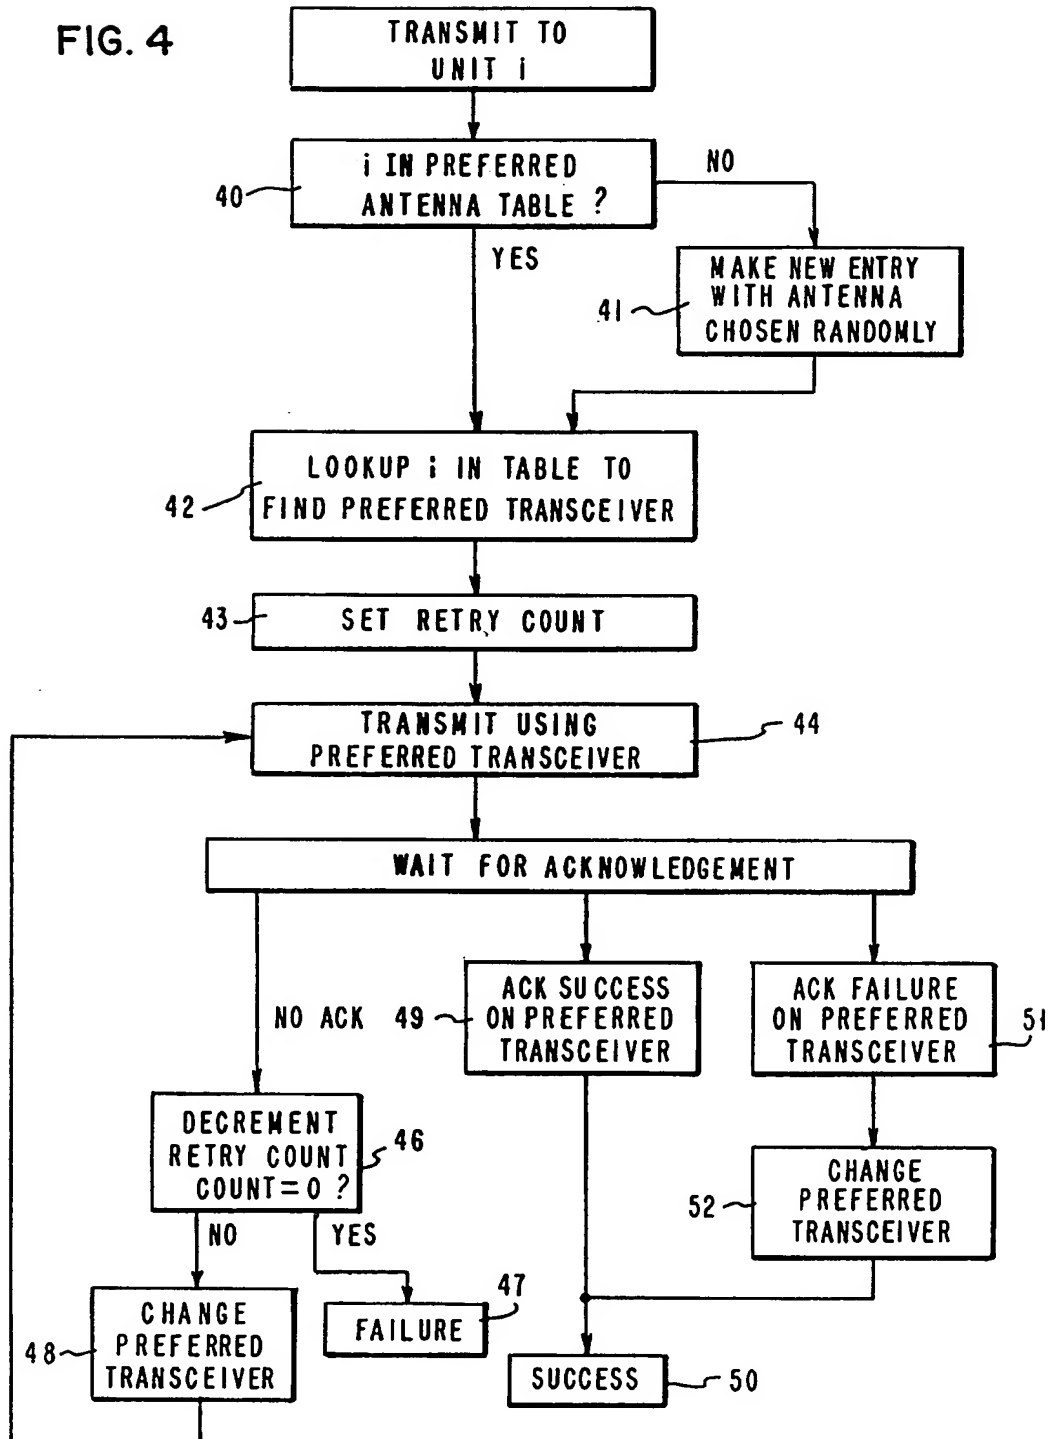 FIG. 4
TRANSMIT TO
UNIT i
i IN PREFERRED
ANTENNA TABLE ?
40
NO
YES
MAKE NEW ENTRY
WITH ANTENNA
CHOSEN RANDOMLY
41
LOOKUP i IN TABLE TO
FIND PREFERRED TRANSCEIVER
42
SET RETRY COUNT
43
TRANSMIT USING
PREFERRED TRANSCEIVER
44
WAIT FOR ACKNOWLEDGEMENT
NO ACK
49
ACK SUCCESS
ON PREFERRED
TRANSCEIVER
ACK FAILURE
ON PREFERRED
TRANSCEIVER
51
DECREMENT
RETRY COUNT
COUNT=0 ?
46
52
CHANGE
PREFERRED
TRANSCEIVER
NO
YES
48
CHANGE
PREFERRED
TRANSCEIVER
FAILURE
47
SUCCESS
50